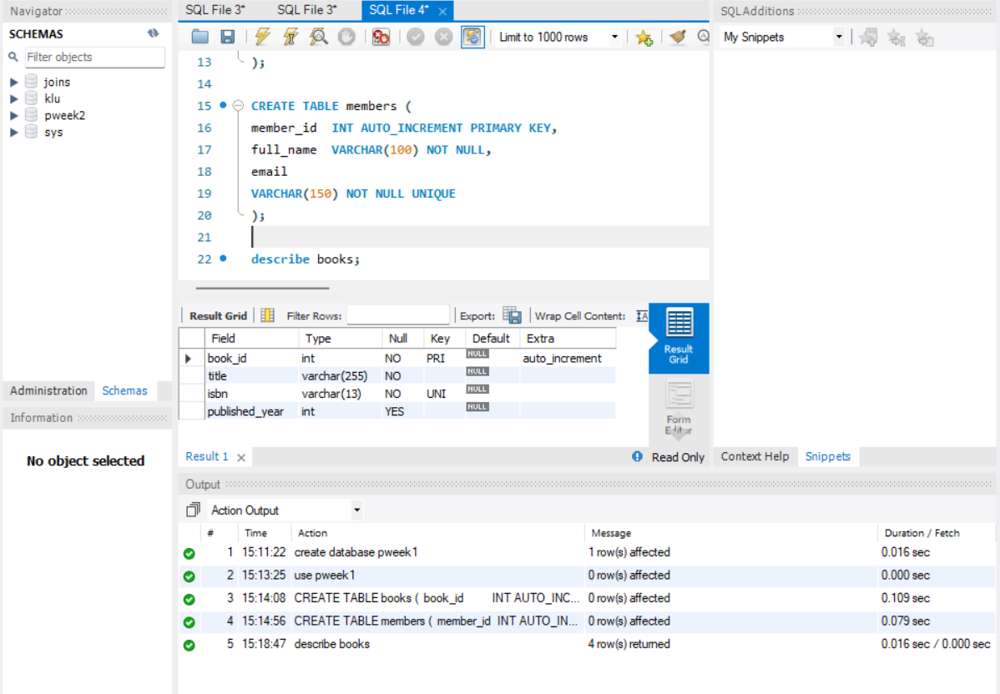 Navigator
SCHEMAS
Filter objects
joins
klu
pweek2
sys
Administration Schemas
Information
No object selected
SQL File 3* SQL File 3* SQL File 4*
Limit to 1000 rows
13 );
14
15 CREATE TABLE members (
16 member_id INT AUTO_INCREMENT PRIMARY KEY,
17 full_name VARCHAR(100) NOT NULL,
18 email
19 VARCHAR(150) NOT NULL UNIQUE
20 );
21
22 describe books;
Result Grid Filter Rows: Export: Wrap Cell Content:
Field Type Null Key Default Extra
book_id int NO PRI NULL auto_increment
title varchar(255) NO NULL
isbn varchar(13) NO UNI NULL
published_year int YES NULL
Result
Grid
Form
Editor
Result 1 Read Only
SQLAdditions
My Snippets
Context Help Snippets
Output
Action Output
# Time Action Message Duration / Fetch
1 15:11:22 create database pweek1 1 row(s) affected 0.016 sec
2 15:13:25 use pweek1 0 row(s) affected 0.000 sec
3 15:14:08 CREATE TABLE books ( book_id INT AUTO_INC... 0 row(s) affected 0.109 sec
4 15:14:56 CREATE TABLE members ( member_id INT AUTO_IN... 0 row(s) affected 0.079 sec
5 15:18:47 describe books 4 row(s) returned 0.016 sec / 0.000 sec